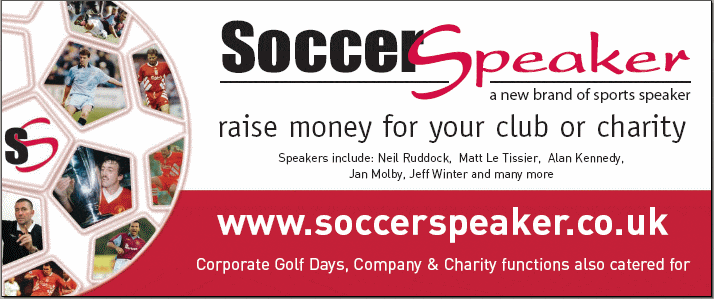 SoccerSpeaker
a new brand of sports speaker
raise money for your club or charity
Speakers include: Neil Ruddock, Matt Le Tissier, Alan Kennedy,
Jan Molby, Jeff Winter and many more
sS
www.soccerspeaker.co.uk
Corporate Golf Days, Company & Charity functions also catered for